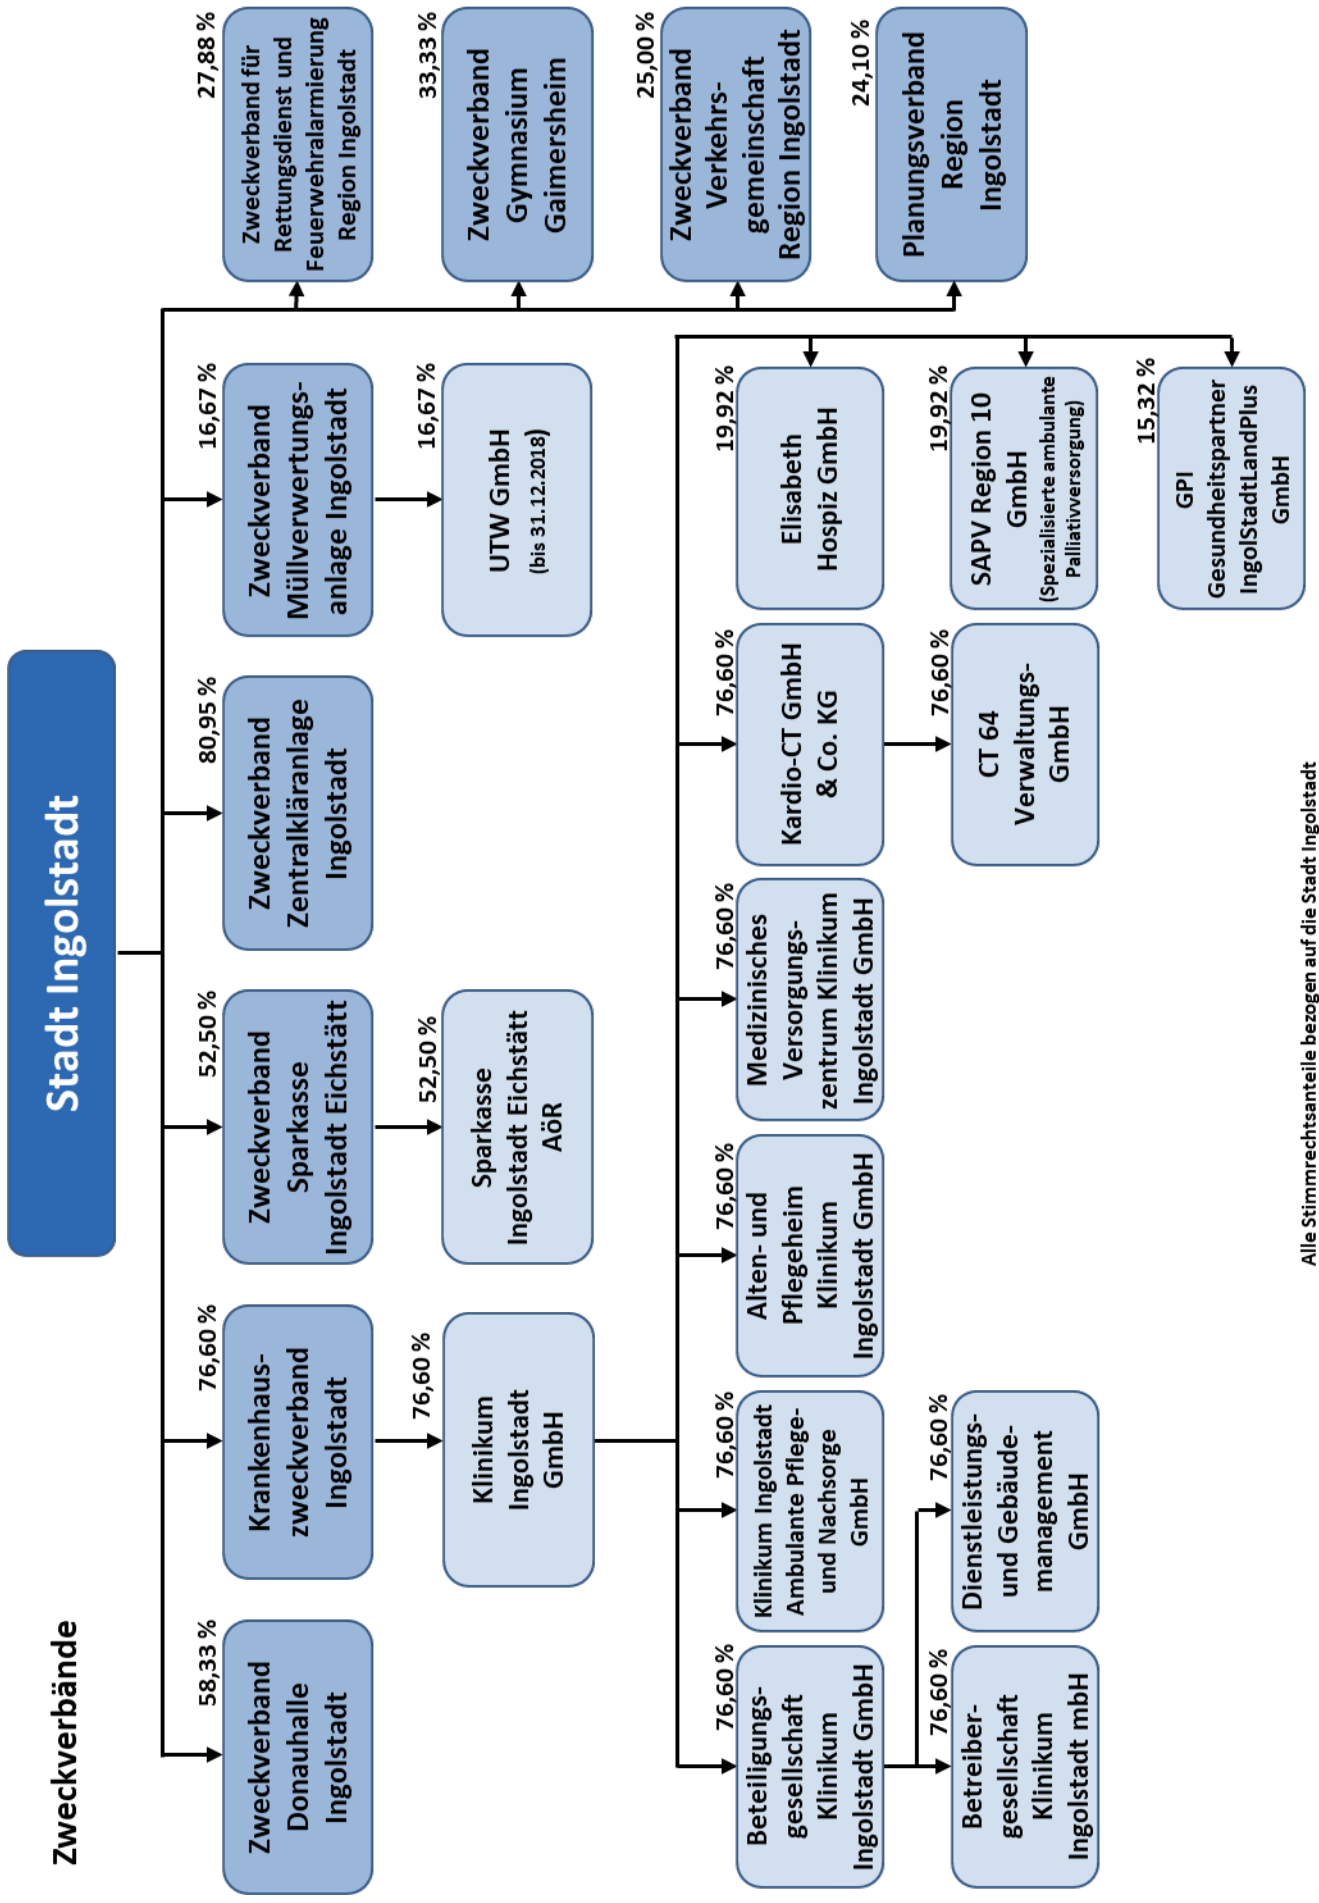 Zweckverbände
Stadt Ingolstadt
58,33 %
Zweckverband
Donauhalle
Ingolstadt
76,60 %
Krankenhaus-
zweckverband
Ingolstadt
52,50 %
Zweckverband
Sparkasse
Ingolstadt Eichstätt
80,95 %
Zweckverband
Zentralkläranlage
Ingolstadt
16,67 %
Zweckverband
Müllverwertungs-
anlage Ingolstadt
27,88 %
Zweckverband für
Rettungsdienst und
Feuerwehralarmierung
Region Ingolstadt
76,60 %
Klinikum
Ingolstadt
GmbH
52,50 %
Sparkasse
Ingolstadt Eichstätt
AöR
16,67 %
UTW GmbH
(bis 31.12.2018)
33,33 %
Zweckverband
Gymnasium
Gaimersheim
25,00 %
Zweckverband
Verkehrs-
gemeinschaft
Region Ingolstadt
24,10 %
Planungsverband
Region
Ingolstadt
76,60 %
Beteiligungs-
gesellschaft
Klinikum
Ingolstadt GmbH
76,60 %
Klinikum Ingolstadt
Ambulante Pflege-
und Nachsorge
GmbH
76,60 %
Alten- und
Pflegeheim
Klinikum
Ingolstadt GmbH
76,60 %
Medizinisches
Versorgungs-
zentrum Klinikum
Ingolstadt GmbH
76,60 %
Kardio-CT GmbH
& Co. KG
19,92 %
Elisabeth
Hospiz GmbH
76,60 %
Betreiber-
gesellschaft
Klinikum
Ingolstadt mbH
76,60 %
Dienstleistungs-
und Gebäude-
management
GmbH
76,60 %
CT 64
Verwaltungs-
GmbH
19,92 %
SAPV Region 10
GmbH
(Spezialisierte ambulante
Palliativversorgung)
15,32 %
GPI
Gesundheitspartner
IngolStadtLandPlus
GmbH
Alle Stimmrechtsanteile bezogen auf die Stadt Ingolstadt